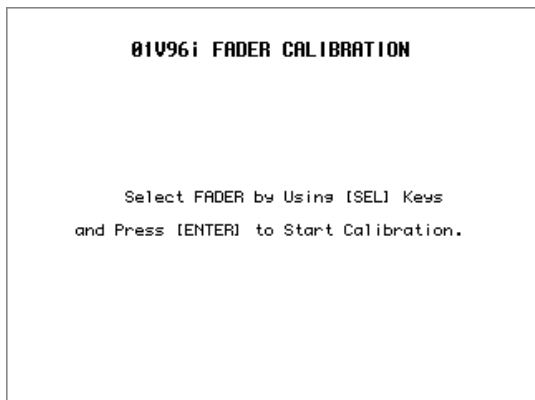 01V96i FADER CALIBRATION
Select FADER by Using [SEL] Keys
and Press [ENTER] to Start Calibration.